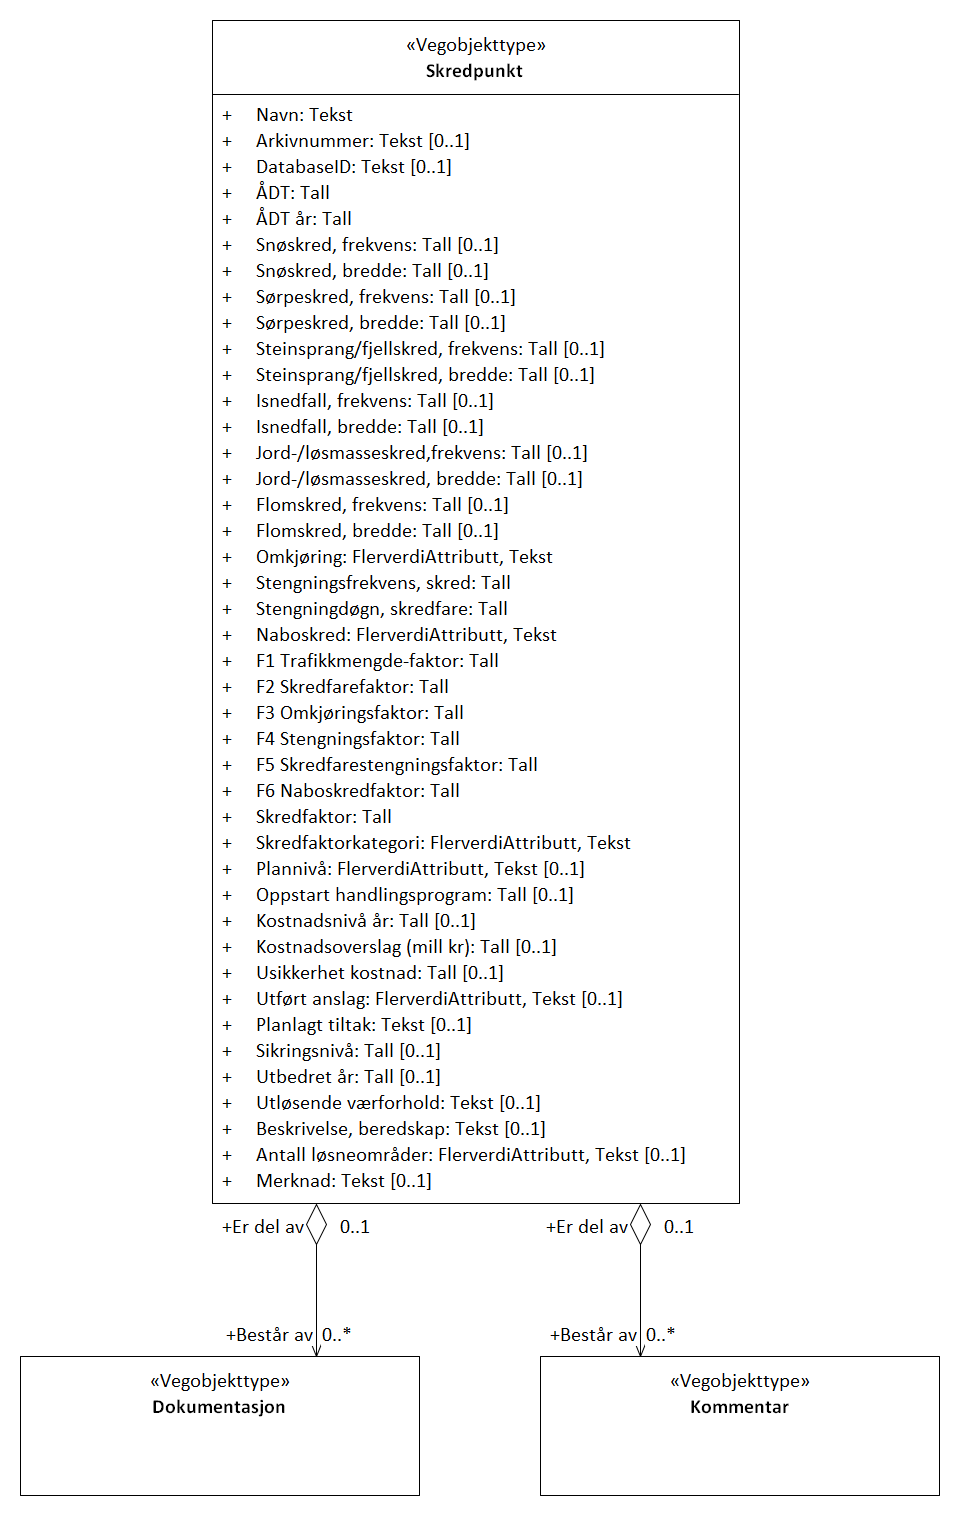 «Vegobjekttype»
Skredpunkt
+ Navn: Tekst
+ Arkivnummer: Tekst [0..1]
+ DatabaseID: Tekst [0..1]
+ ÅDT: Tall
+ ÅDT år: Tall
+ Snøskred, frekvens: Tall [0..1]
+ Snøskred, bredde: Tall [0..1]
+ Sørpeskred, frekvens: Tall [0..1]
+ Sørpeskred, bredde: Tall [0..1]
+ Steinsprang/fjellskred, frekvens: Tall [0..1]
+ Steinsprang/fjellskred, bredde: Tall [0..1]
+ Isnedfall, frekvens: Tall [0..1]
+ Isnedfall, bredde: Tall [0..1]
+ Jord-/løsmasseskred,frekvens: Tall [0..1]
+ Jord-/løsmasseskred, bredde: Tall [0..1]
+ Flomskred, frekvens: Tall [0..1]
+ Flomskred, bredde: Tall [0..1]
+ Omkjøring: FlerverdiAttributt, Tekst
+ Stengningsfrekvens, skred: Tall
+ Stengningdøgn, skredfare: Tall
+ Naboskred: FlerverdiAttributt, Tekst
+ F1 Trafikkmengde-faktor: Tall
+ F2 Skredfarefaktor: Tall
+ F3 Omkjøringsfaktor: Tall
+ F4 Stengningsfaktor: Tall
+ F5 Skredfarestengningsfaktor: Tall
+ F6 Naboskredfaktor: Tall
+ Skredfaktor: Tall
+ Skredfaktorkategori: FlerverdiAttributt, Tekst
+ Plannivå: FlerverdiAttributt, Tekst [0..1]
+ Oppstart handlingsprogram: Tall [0..1]
+ Kostnadsnivå år: Tall [0..1]
+ Kostnadsoverslag (mill kr): Tall [0..1]
+ Usikkerhet kostnad: Tall [0..1]
+ Utført anslag: FlerverdiAttributt, Tekst [0..1]
+ Planlagt tiltak: Tekst [0..1]
+ Sikringsnivå: Tall [0..1]
+ Utbedret år: Tall [0..1]
+ Utløsende værforhold: Tekst [0..1]
+ Beskrivelse, beredskap: Tekst [0..1]
+ Antall løsneområder: FlerverdiAttributt, Tekst [0..1]
+ Merknad: Tekst [0..1]
+Er del av 0..1
+Er del av 0..1
+Består av 0..*
+Består av 0..*
«Vegobjekttype»
Dokumentasjon
«Vegobjekttype»
Kommentar